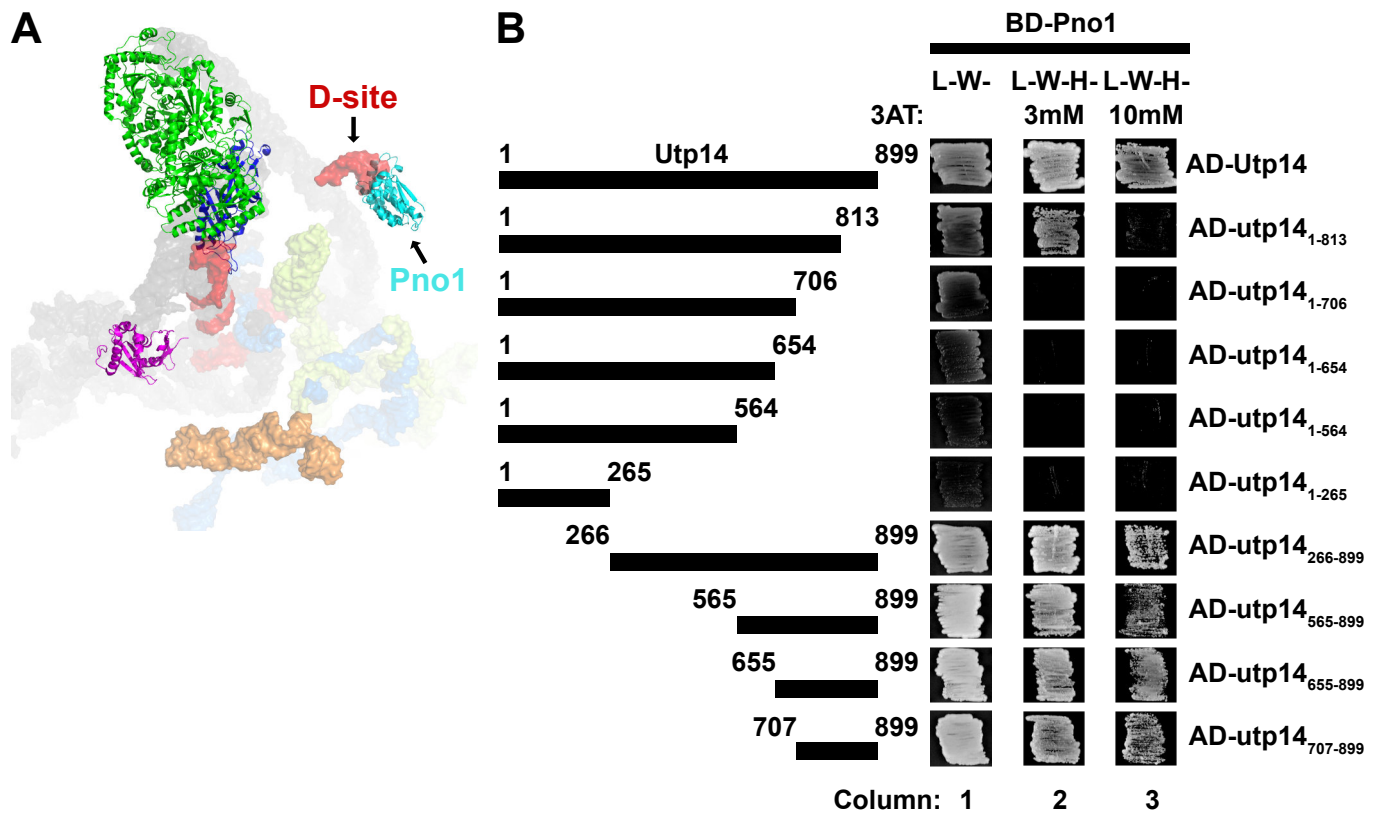 A
D-site
Pno1
B
BD-Pno1
L-W- L-W-H- L-W-H-
3AT: 3mM 10mM
1 Utp14 899 AD-Utp14
1 813 AD-utp14₁₋₈₁₃
1 706 AD-utp14₁₋₇₀₆
1 654 AD-utp14₁₋₆₅₄
1 564 AD-utp14₁₋₅₆₄
1 265 AD-utp14₁₋₂₆₅
266 899 AD-utp14₂₆₆₋₈₉₉
565 899 AD-utp14₅₆₅₋₈₉₉
655 899 AD-utp14₆₅₅₋₈₉₉
707 899 AD-utp14₇₀₇₋₈₉₉
Column: 1 2 3